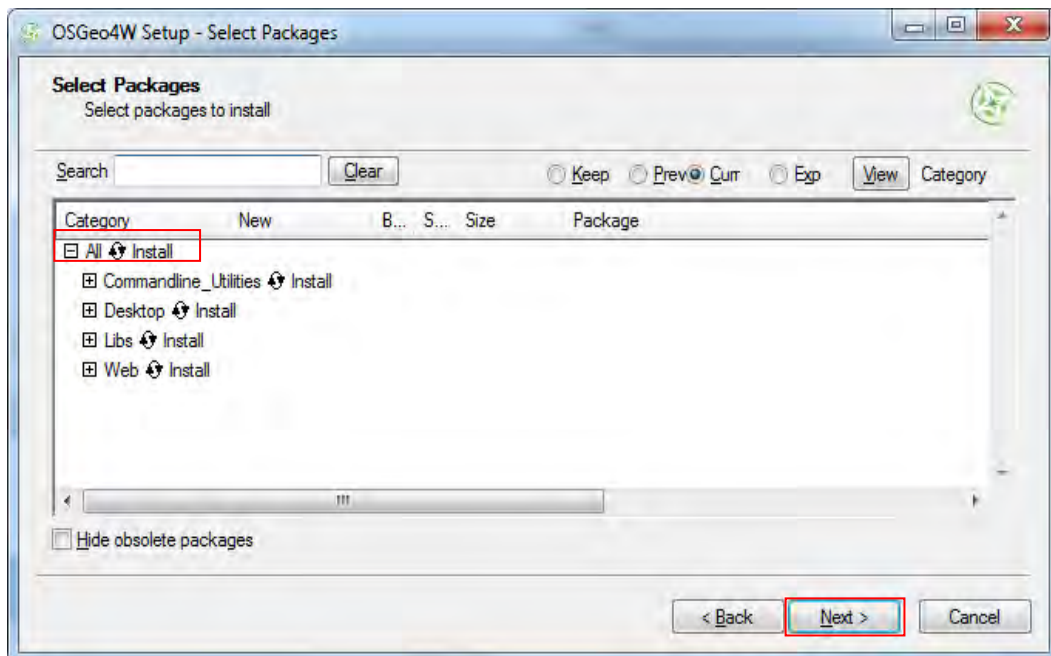 OSGeo4W Setup - Select Packages
Select Packages
Select packages to install
Search Clear Keep Prev Curr Exp View Category
Category New B... S... Size Package
All Install
Commandline_Utilities Install
Desktop Install
Libs Install
Web Install
Hide obsolete packages
< Back Next > Cancel